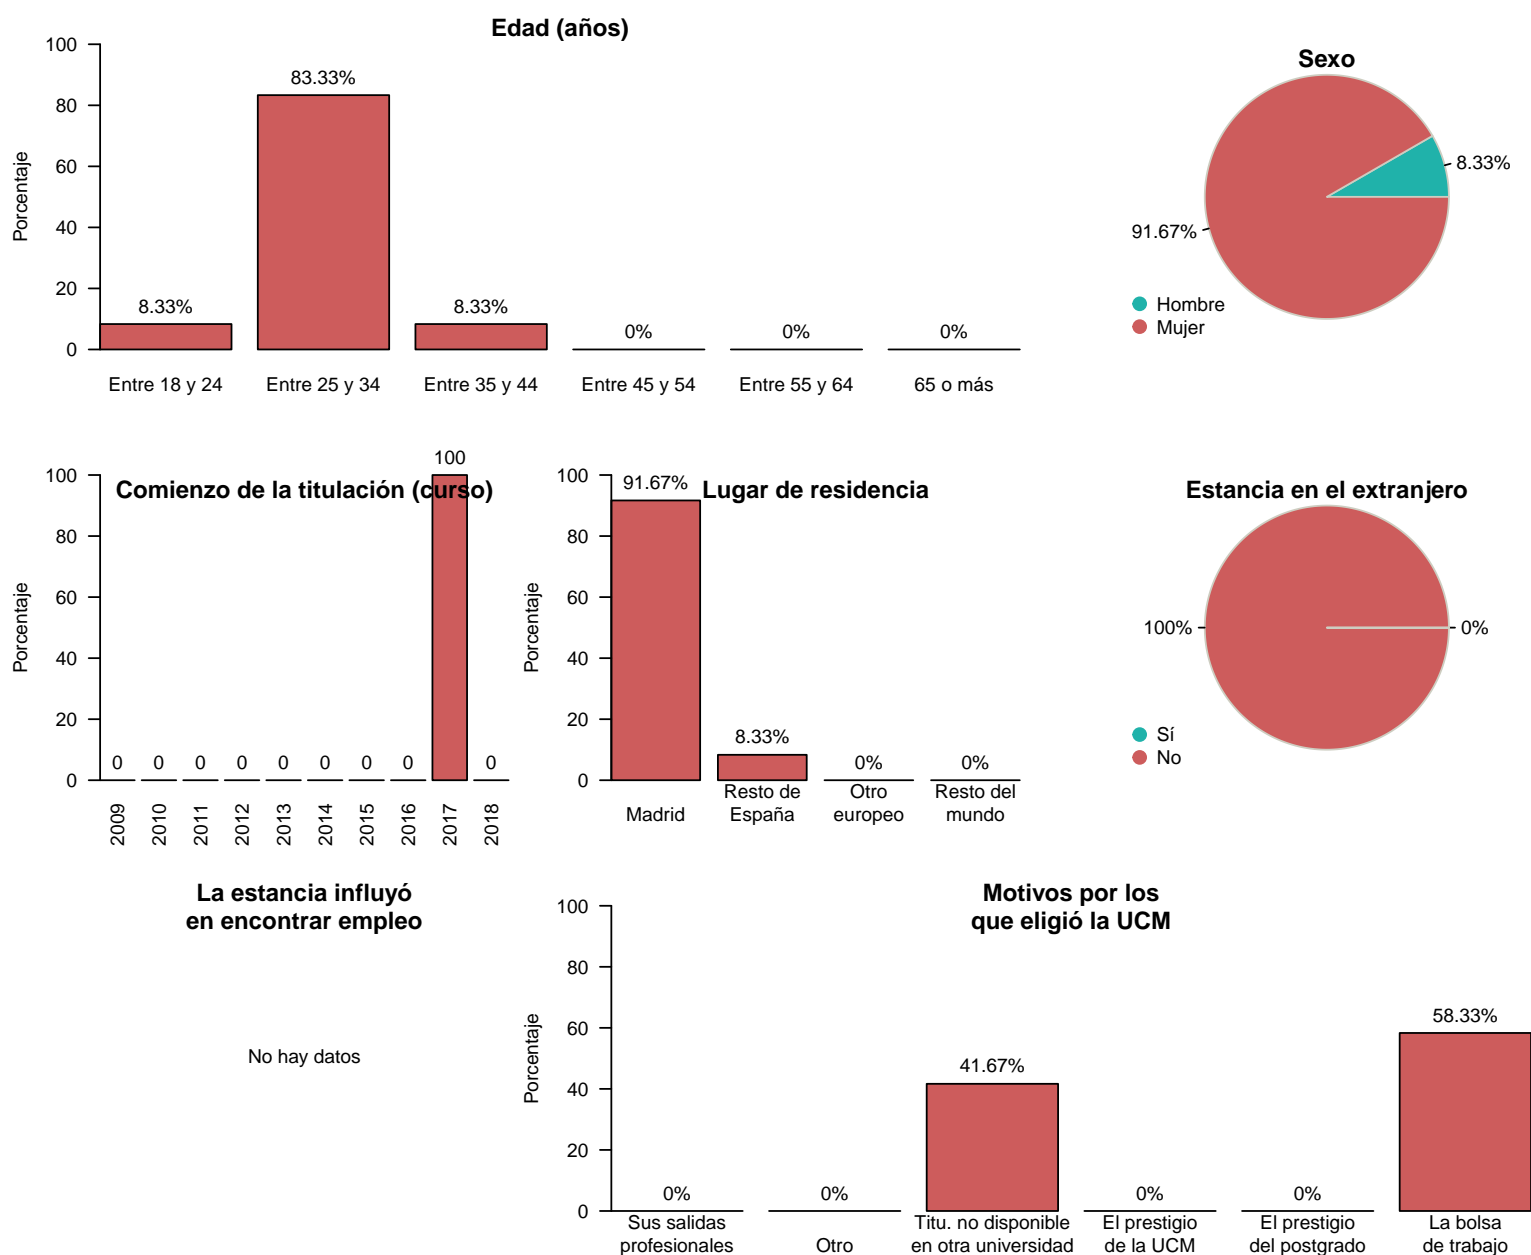 Edad (años)
Porcentaje
100
80
60
40
20
0
8.33%
83.33%
8.33%
0%
0%
0%
Entre 18 y 24
Entre 25 y 34
Entre 35 y 44
Entre 45 y 54
Entre 55 y 64
65 o más
Sexo
8.33%
91.67%
Hombre
Mujer
Comienzo de la titulación (curso)
Porcentaje
100
80
60
40
20
0
0
0
0
0
0
0
0
0
100
0
2009
2010
2011
2012
2013
2014
2015
2016
2017
2018
Lugar de residencia
Porcentaje
100
80
60
40
20
0
91.67%
8.33%
0%
0%
Madrid
Resto de
España
Otro
europeo
Resto del
mundo
Estancia en el extranjero
100%
0%
Sí
No
La estancia influyó
en encontrar empleo
No hay datos
Motivos por los
que eligió la UCM
Porcentaje
100
80
60
40
20
0
0%
0%
41.67%
0%
0%
58.33%
Sus salidas
profesionales
Otro
Titu. no disponible
en otra universidad
El prestigio
de la UCM
El prestigio
del postgrado
La bolsa
de trabajo